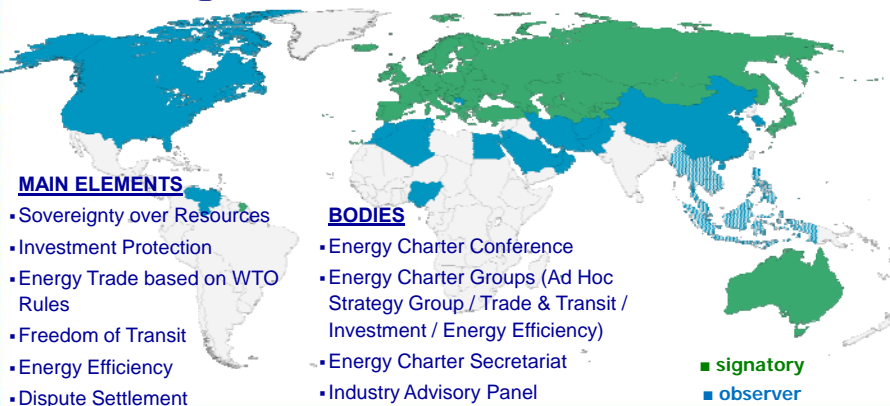 MAIN ELEMENTS
▪Sovereignty over Resources
▪Investment Protection
▪Energy Trade based on WTO
Rules
▪Freedom of Transit
▪Energy Efficiency
▪Dispute Settlement
BODIES
▪Energy Charter Conference
▪Energy Charter Groups (Ad Hoc
Strategy Group / Trade & Transit /
Investment / Energy Efficiency)
▪Energy Charter Secretariat
▪Industry Advisory Panel
■ signatory
■ observer